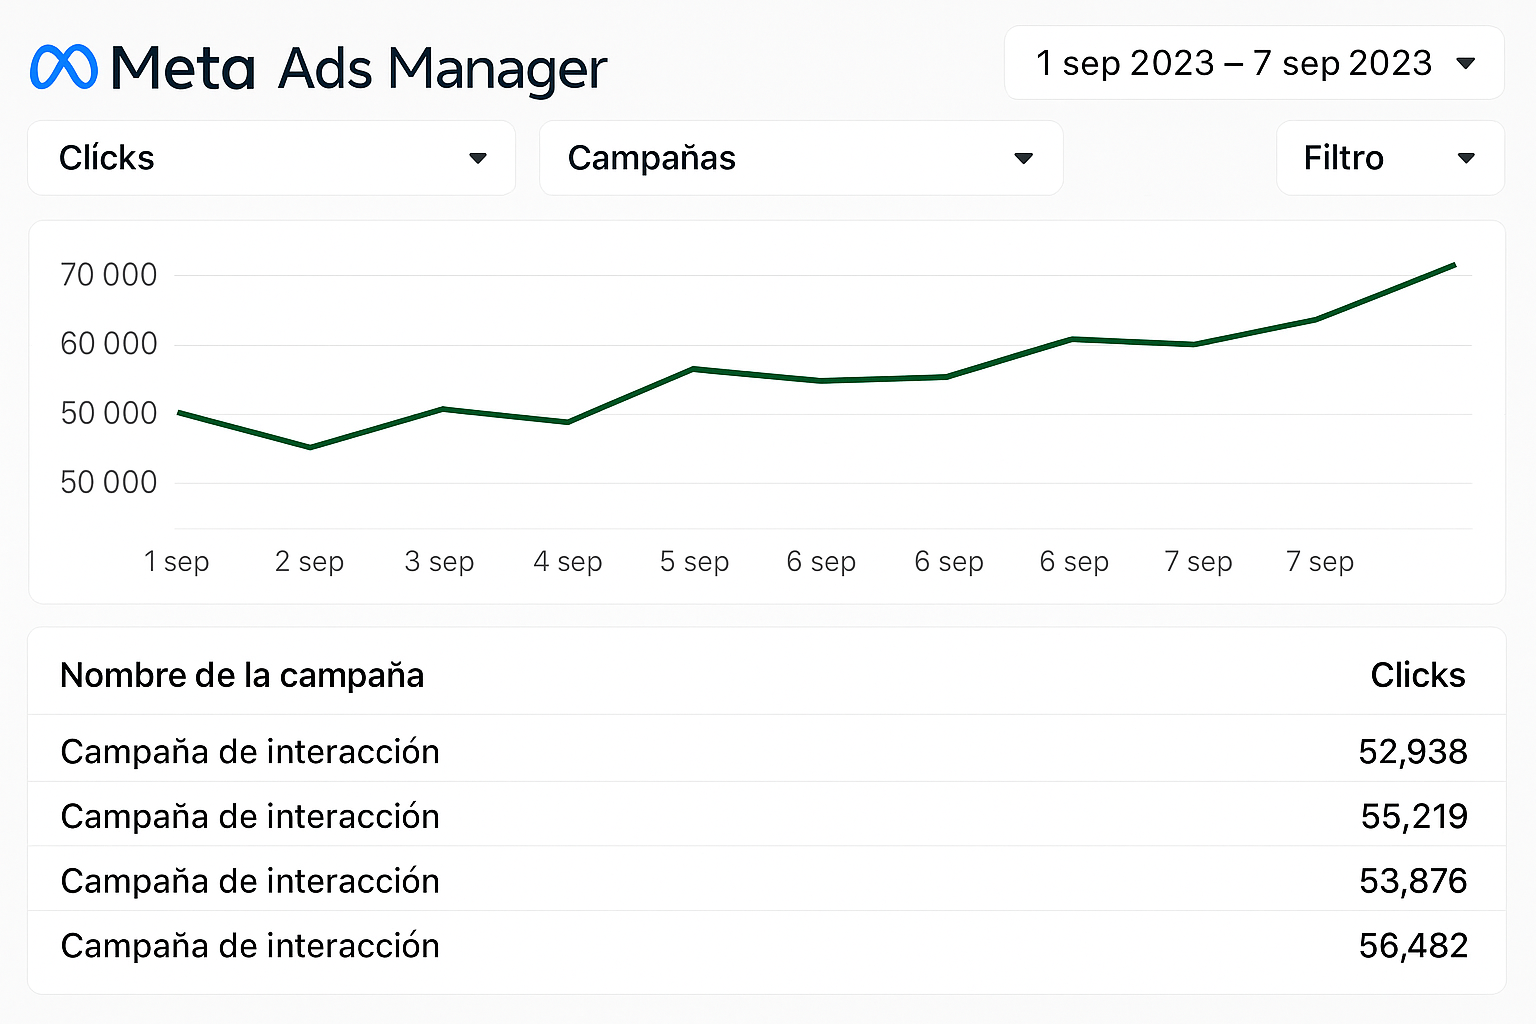 Meta Ads Manager
1 sep 2023 – 7 sep 2023
Clícks
Campañas
Filtro
70 000
60 000
50 000
50 000
1 sep 2 sep 3 sep 4 sep 5 sep 6 sep 6 sep 6 sep 7 sep 7 sep
Nombre de la campaña Clicks
Campaña de interacción 52,938
Campaña de interacción 55,219
Campaña de interacción 53,876
Campaña de interacción 56,482